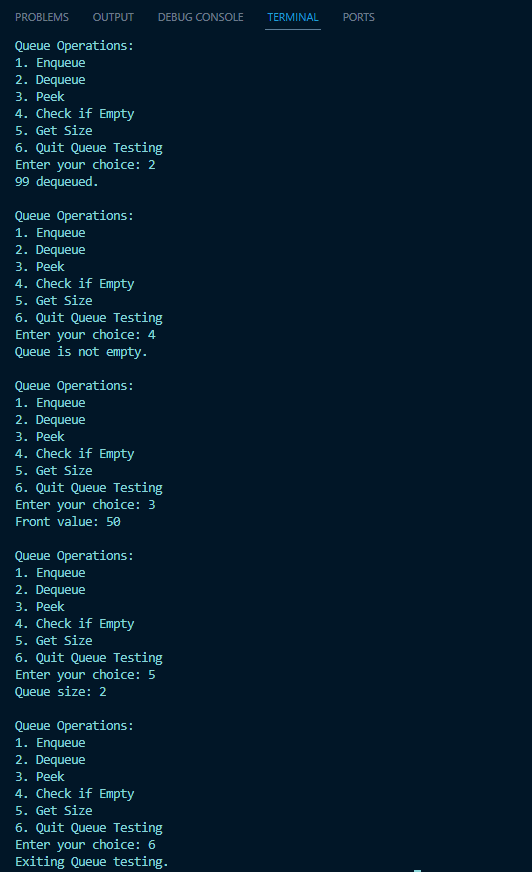 PROBLEMS OUTPUT DEBUG CONSOLE TERMINAL PORTS
Queue Operations:
1. Enqueue
2. Dequeue
3. Peek
4. Check if Empty
5. Get Size
6. Quit Queue Testing
Enter your choice: 2
99 dequeued.

Queue Operations:
1. Enqueue
2. Dequeue
3. Peek
4. Check if Empty
5. Get Size
6. Quit Queue Testing
Enter your choice: 4
Queue is not empty.

Queue Operations:
1. Enqueue
2. Dequeue
3. Peek
4. Check if Empty
5. Get Size
6. Quit Queue Testing
Enter your choice: 3
Front value: 50

Queue Operations:
1. Enqueue
2. Dequeue
3. Peek
4. Check if Empty
5. Get Size
6. Quit Queue Testing
Enter your choice: 5
Queue size: 2

Queue Operations:
1. Enqueue
2. Dequeue
3. Peek
4. Check if Empty
5. Get Size
6. Quit Queue Testing
Enter your choice: 6
Exiting Queue testing.